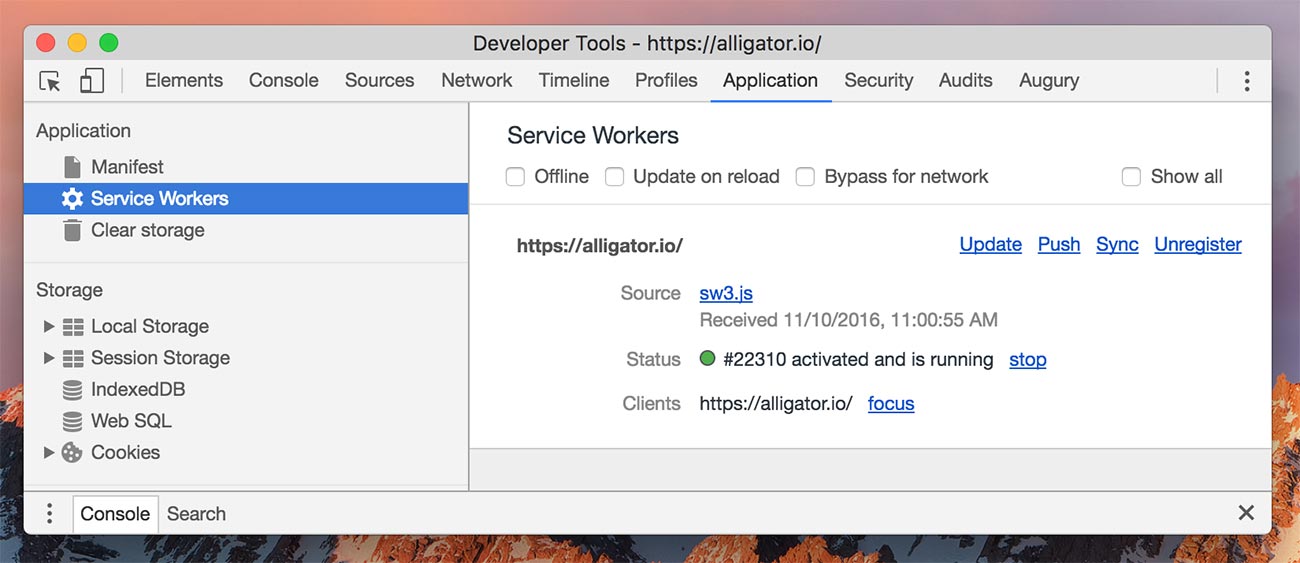 Developer Tools - https://alligator.io/
Elements Console Sources Network Timeline Profiles Application Security Audits Augury
Application
Manifest
Service Workers
Clear storage
Storage
Local Storage
Session Storage
IndexedDB
Web SQL
Cookies
Service Workers
Offline Update on reload Bypass for network Show all
https://alligator.io/ Update Push Sync Unregister
Source sw3.js
Received 11/10/2016, 11:00:55 AM
Status #22310 activated and is running stop
Clients https://alligator.io/ focus
Console Search